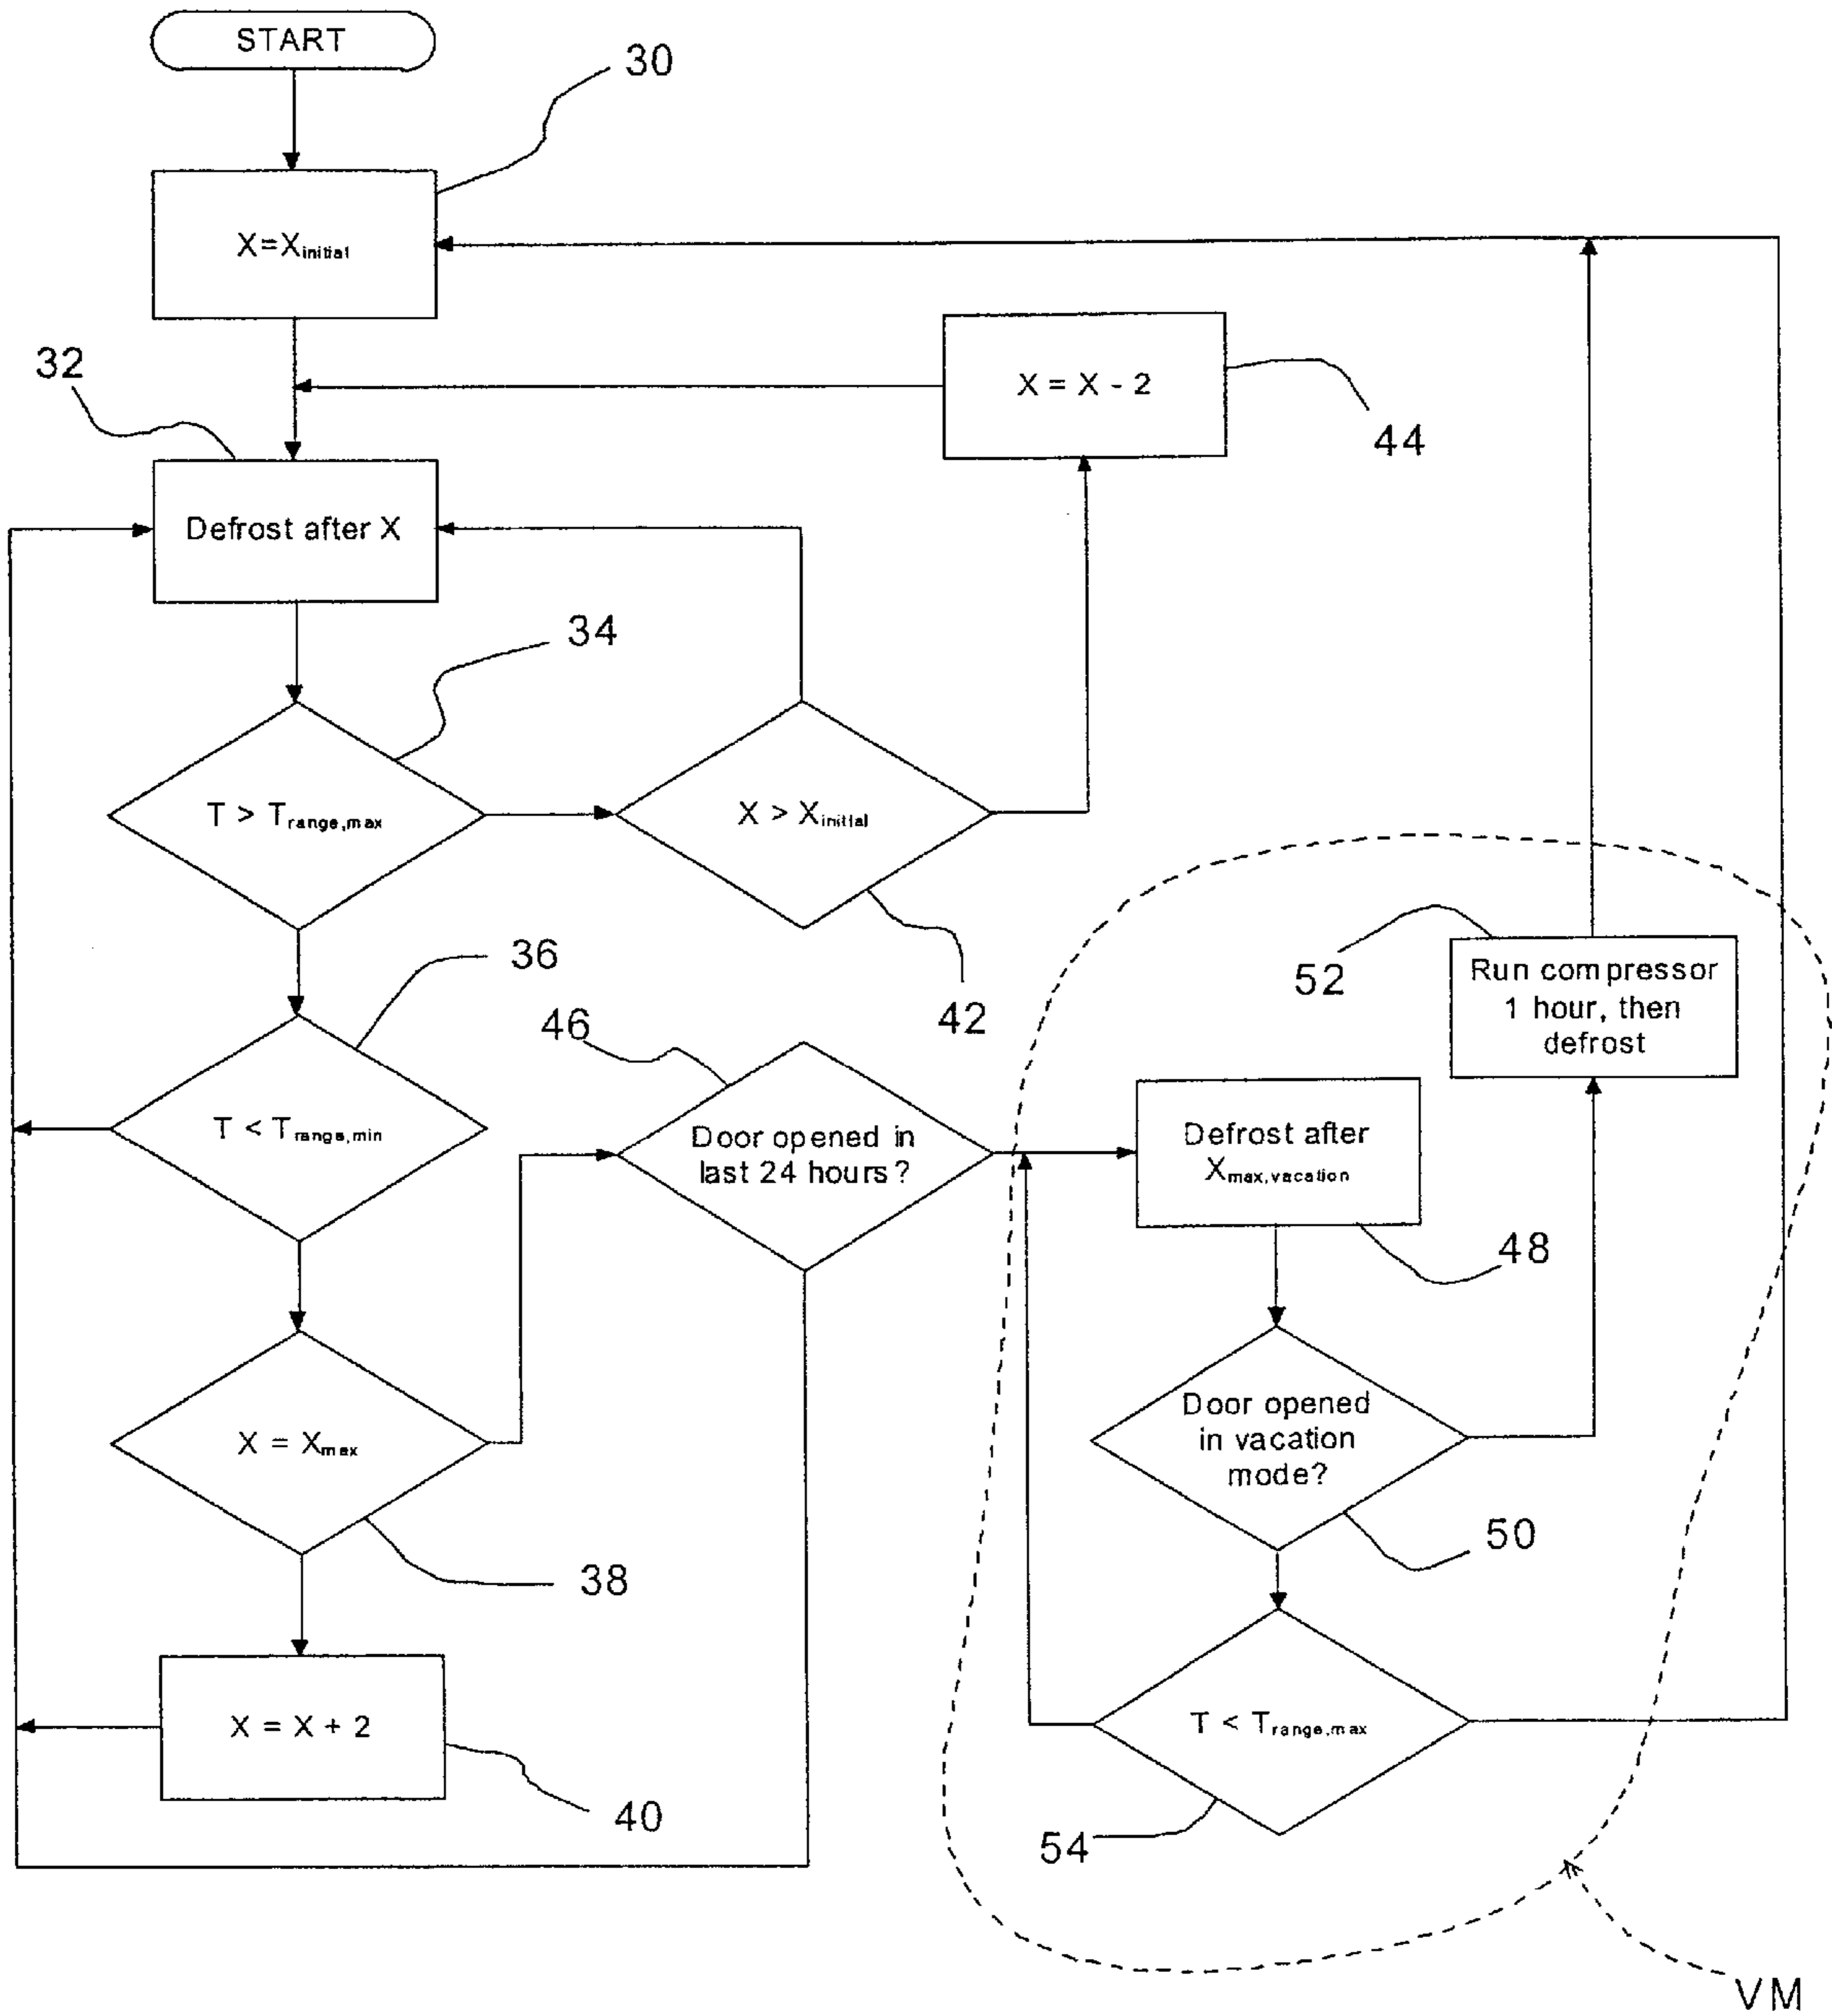 START
30
X=Xinitial
32
X = X - 2
44
Defrost after X
34
T > Trange,max
X > Xinitial
42
36
46
52
Run compressor
1 hour, then
defrost
T < Trange,min
Door opened in
last 24 hours?
Defrost after
Xmax,vacation
48
X = Xmax
38
Door opened
in vacation
mode?
50
X = X + 2
40
T < Trange,max
54
VM